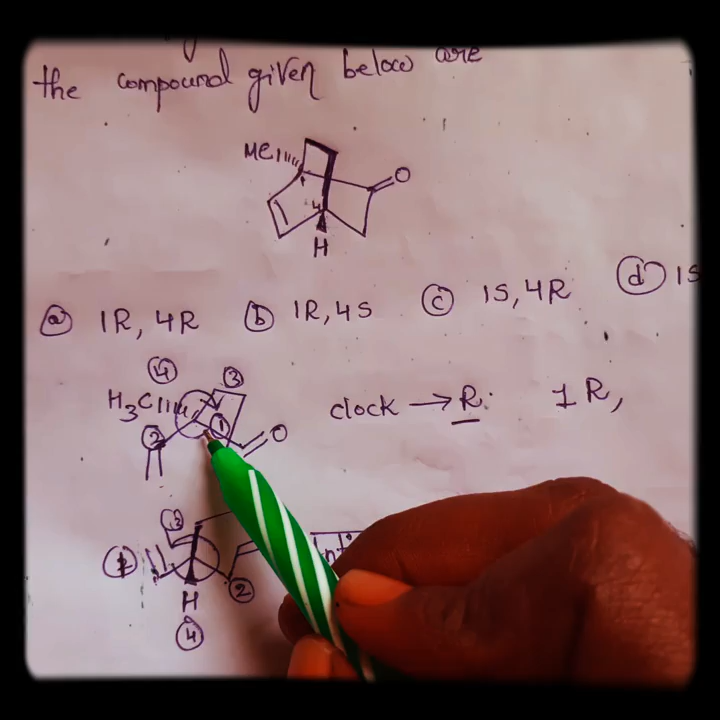 the compound given below are
Me
O
4
H
ⓐ 1R, 4R ⓑ 1R, 4S ⓒ 1S, 4R ⓓ 1S
④ ③
H₃C ①
② O
clock → R. 1R,
③
① ②
H
④